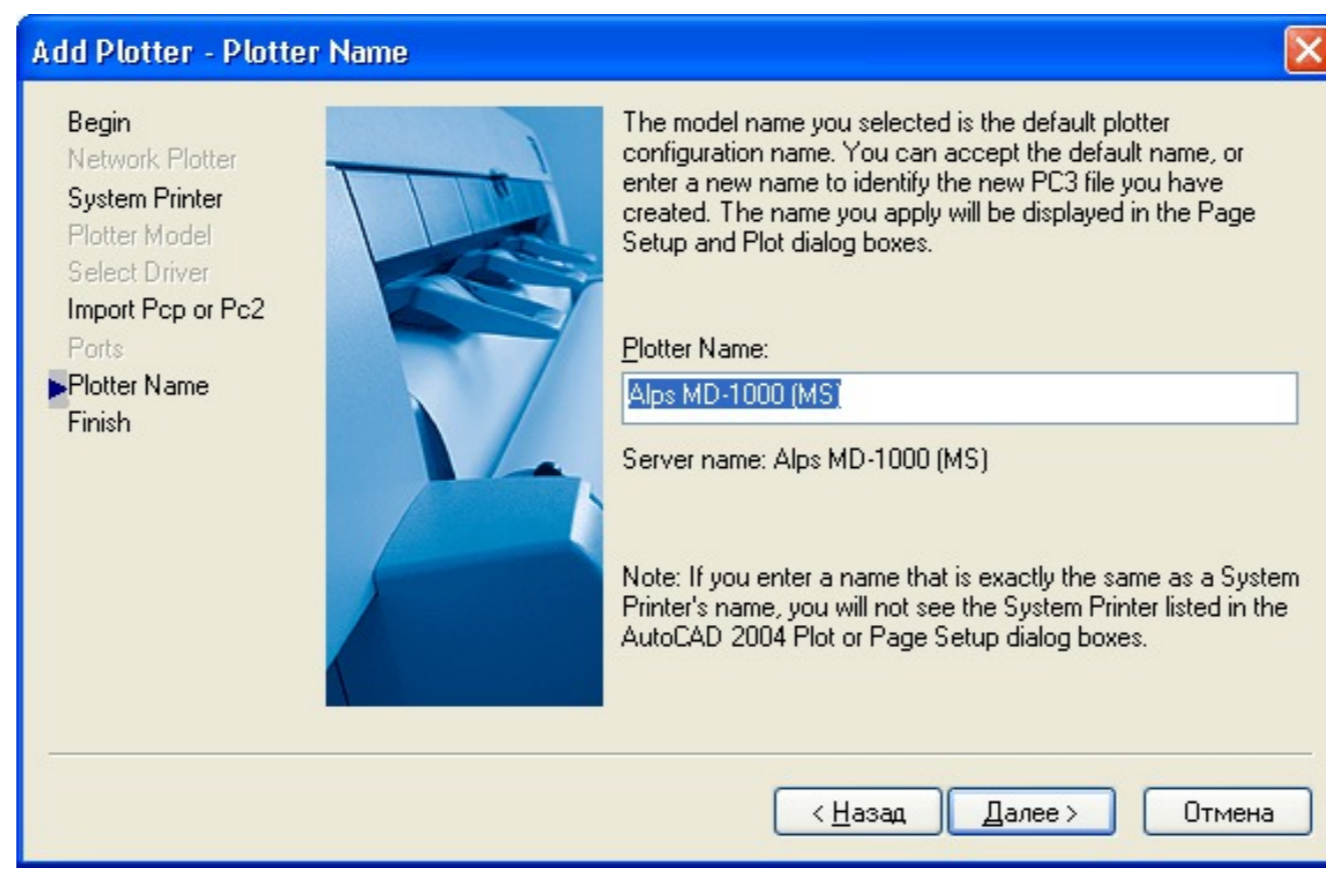 Add Plotter - Plotter Name
Begin
Network Plotter
System Printer
Plotter Model
Select Driver
Import Pcp or Pc2
Ports
Plotter Name
Finish
The model name you selected is the default plotter
configuration name. You can accept the default name, or
enter a new name to identify the new PC3 file you have
created. The name you apply will be displayed in the Page
Setup and Plot dialog boxes.
Plotter Name:
Alps MD-1000 (MS)
Server name: Alps MD-1000 (MS)
Note: If you enter a name that is exactly the same as a System
Printer's name, you will not see the System Printer listed in the
AutoCAD 2004 Plot or Page Setup dialog boxes.
< Назад Далее > Отмена